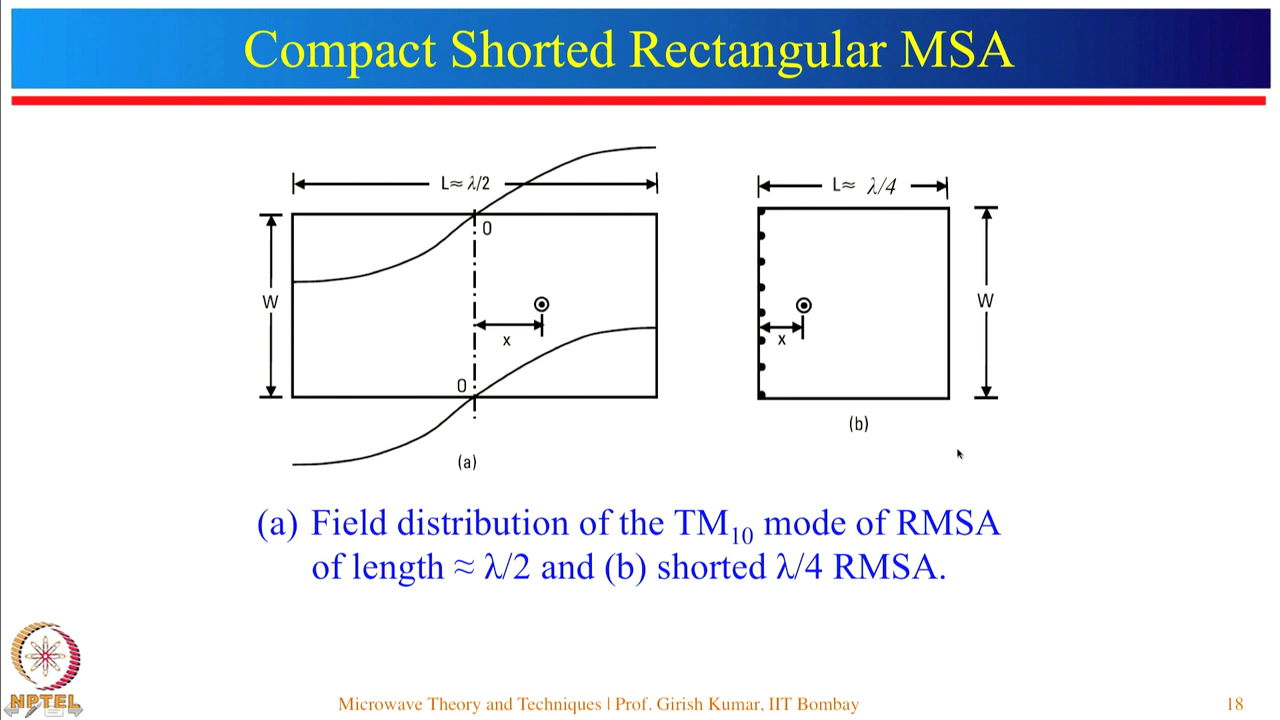 Compact Shorted Rectangular MSA
L≈ λ/2
L≈ λ/4
0
W
W
x
x
0
(b)
(a)
(a) Field distribution of the TM₁₀ mode of RMSA
of length ≈ λ/2 and (b) shorted λ/4 RMSA.
NPTEL
Microwave Theory and Techniques | Prof. Girish Kumar, IIT Bombay
18